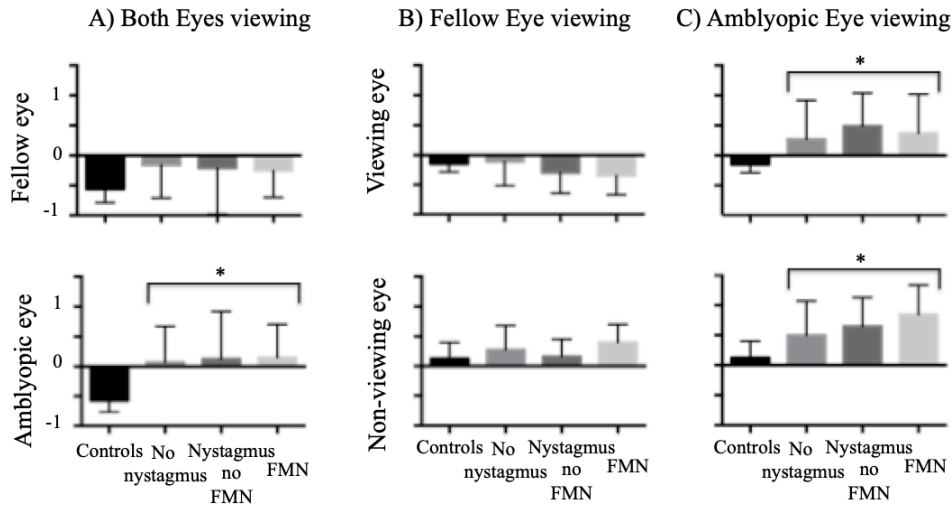 A) Both Eyes viewing
B) Fellow Eye viewing
C) Amblyopic Eye viewing
Fellow eye
1
0
-1
Viewing eye
*
Amblyopic eye
1
0
-1
*
Non-viewing eye
*
Controls
No
nystagmus
Nystagmus
no
FMN
FMN
Controls
No
nystagmus
Nystagmus
no
FMN
FMN
Controls
No
nystagmus
Nystagmus
no
FMN
FMN